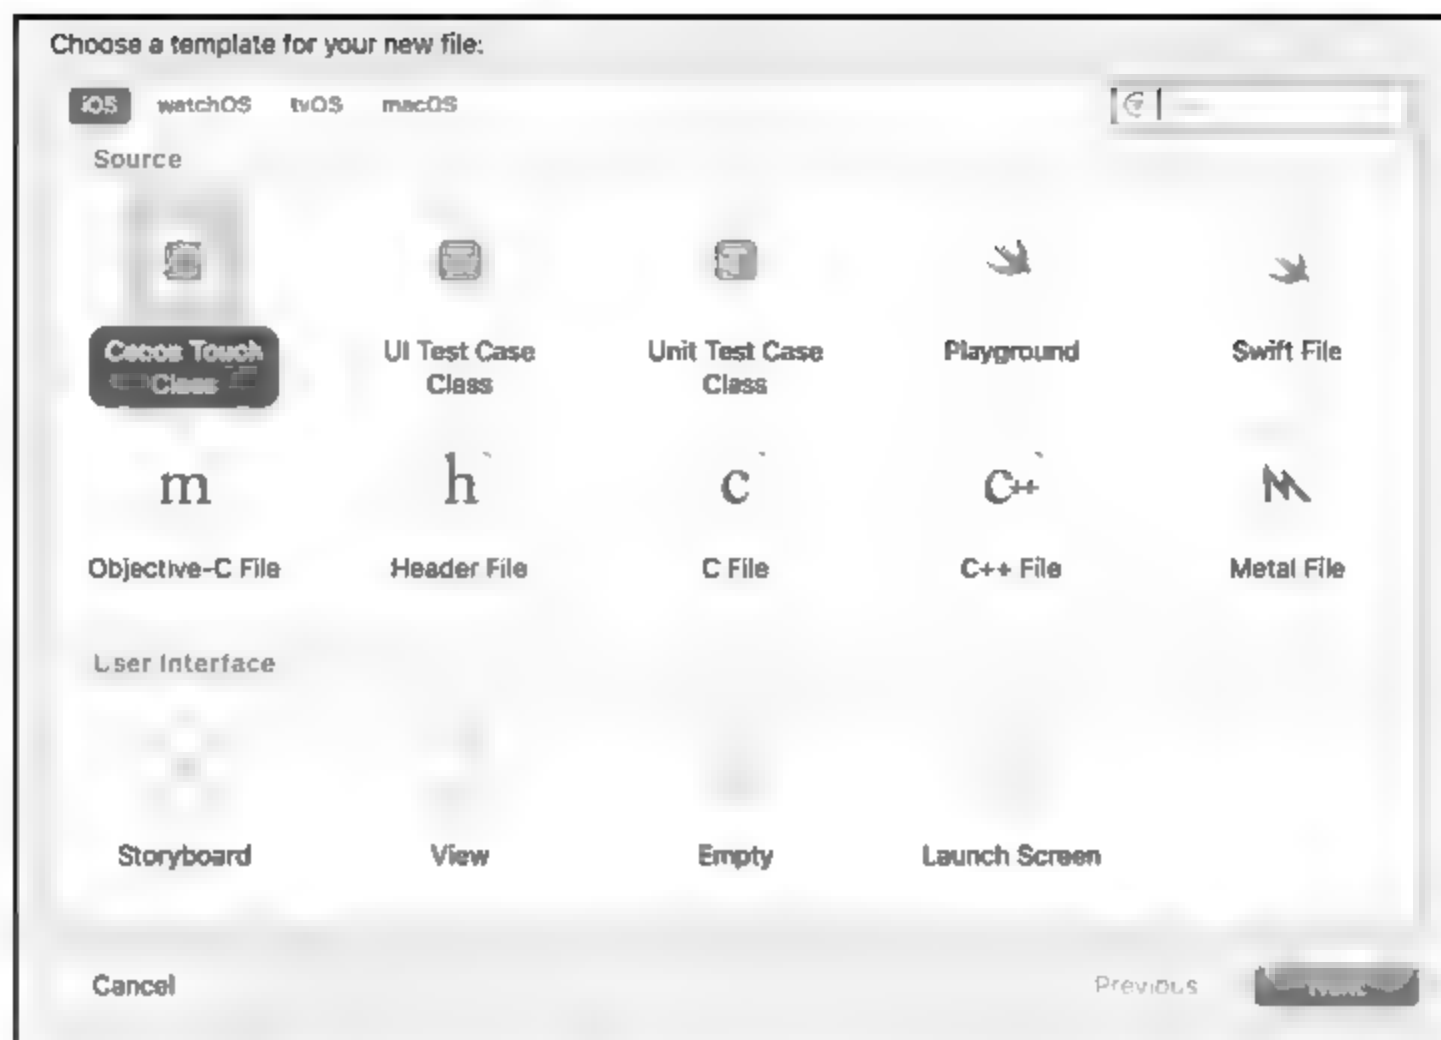 Choose a template for your new file:
iOS watchOS tvOS macOS
Source
Cocoa Touch Class
UI Test Case Class
Unit Test Case Class
Playground
Swift File
m h c C++
Objective-C File
Header File
C File
C++ File
Metal File
User Interface
Storyboard
View
Empty
Launch Screen
Cancel
Previous